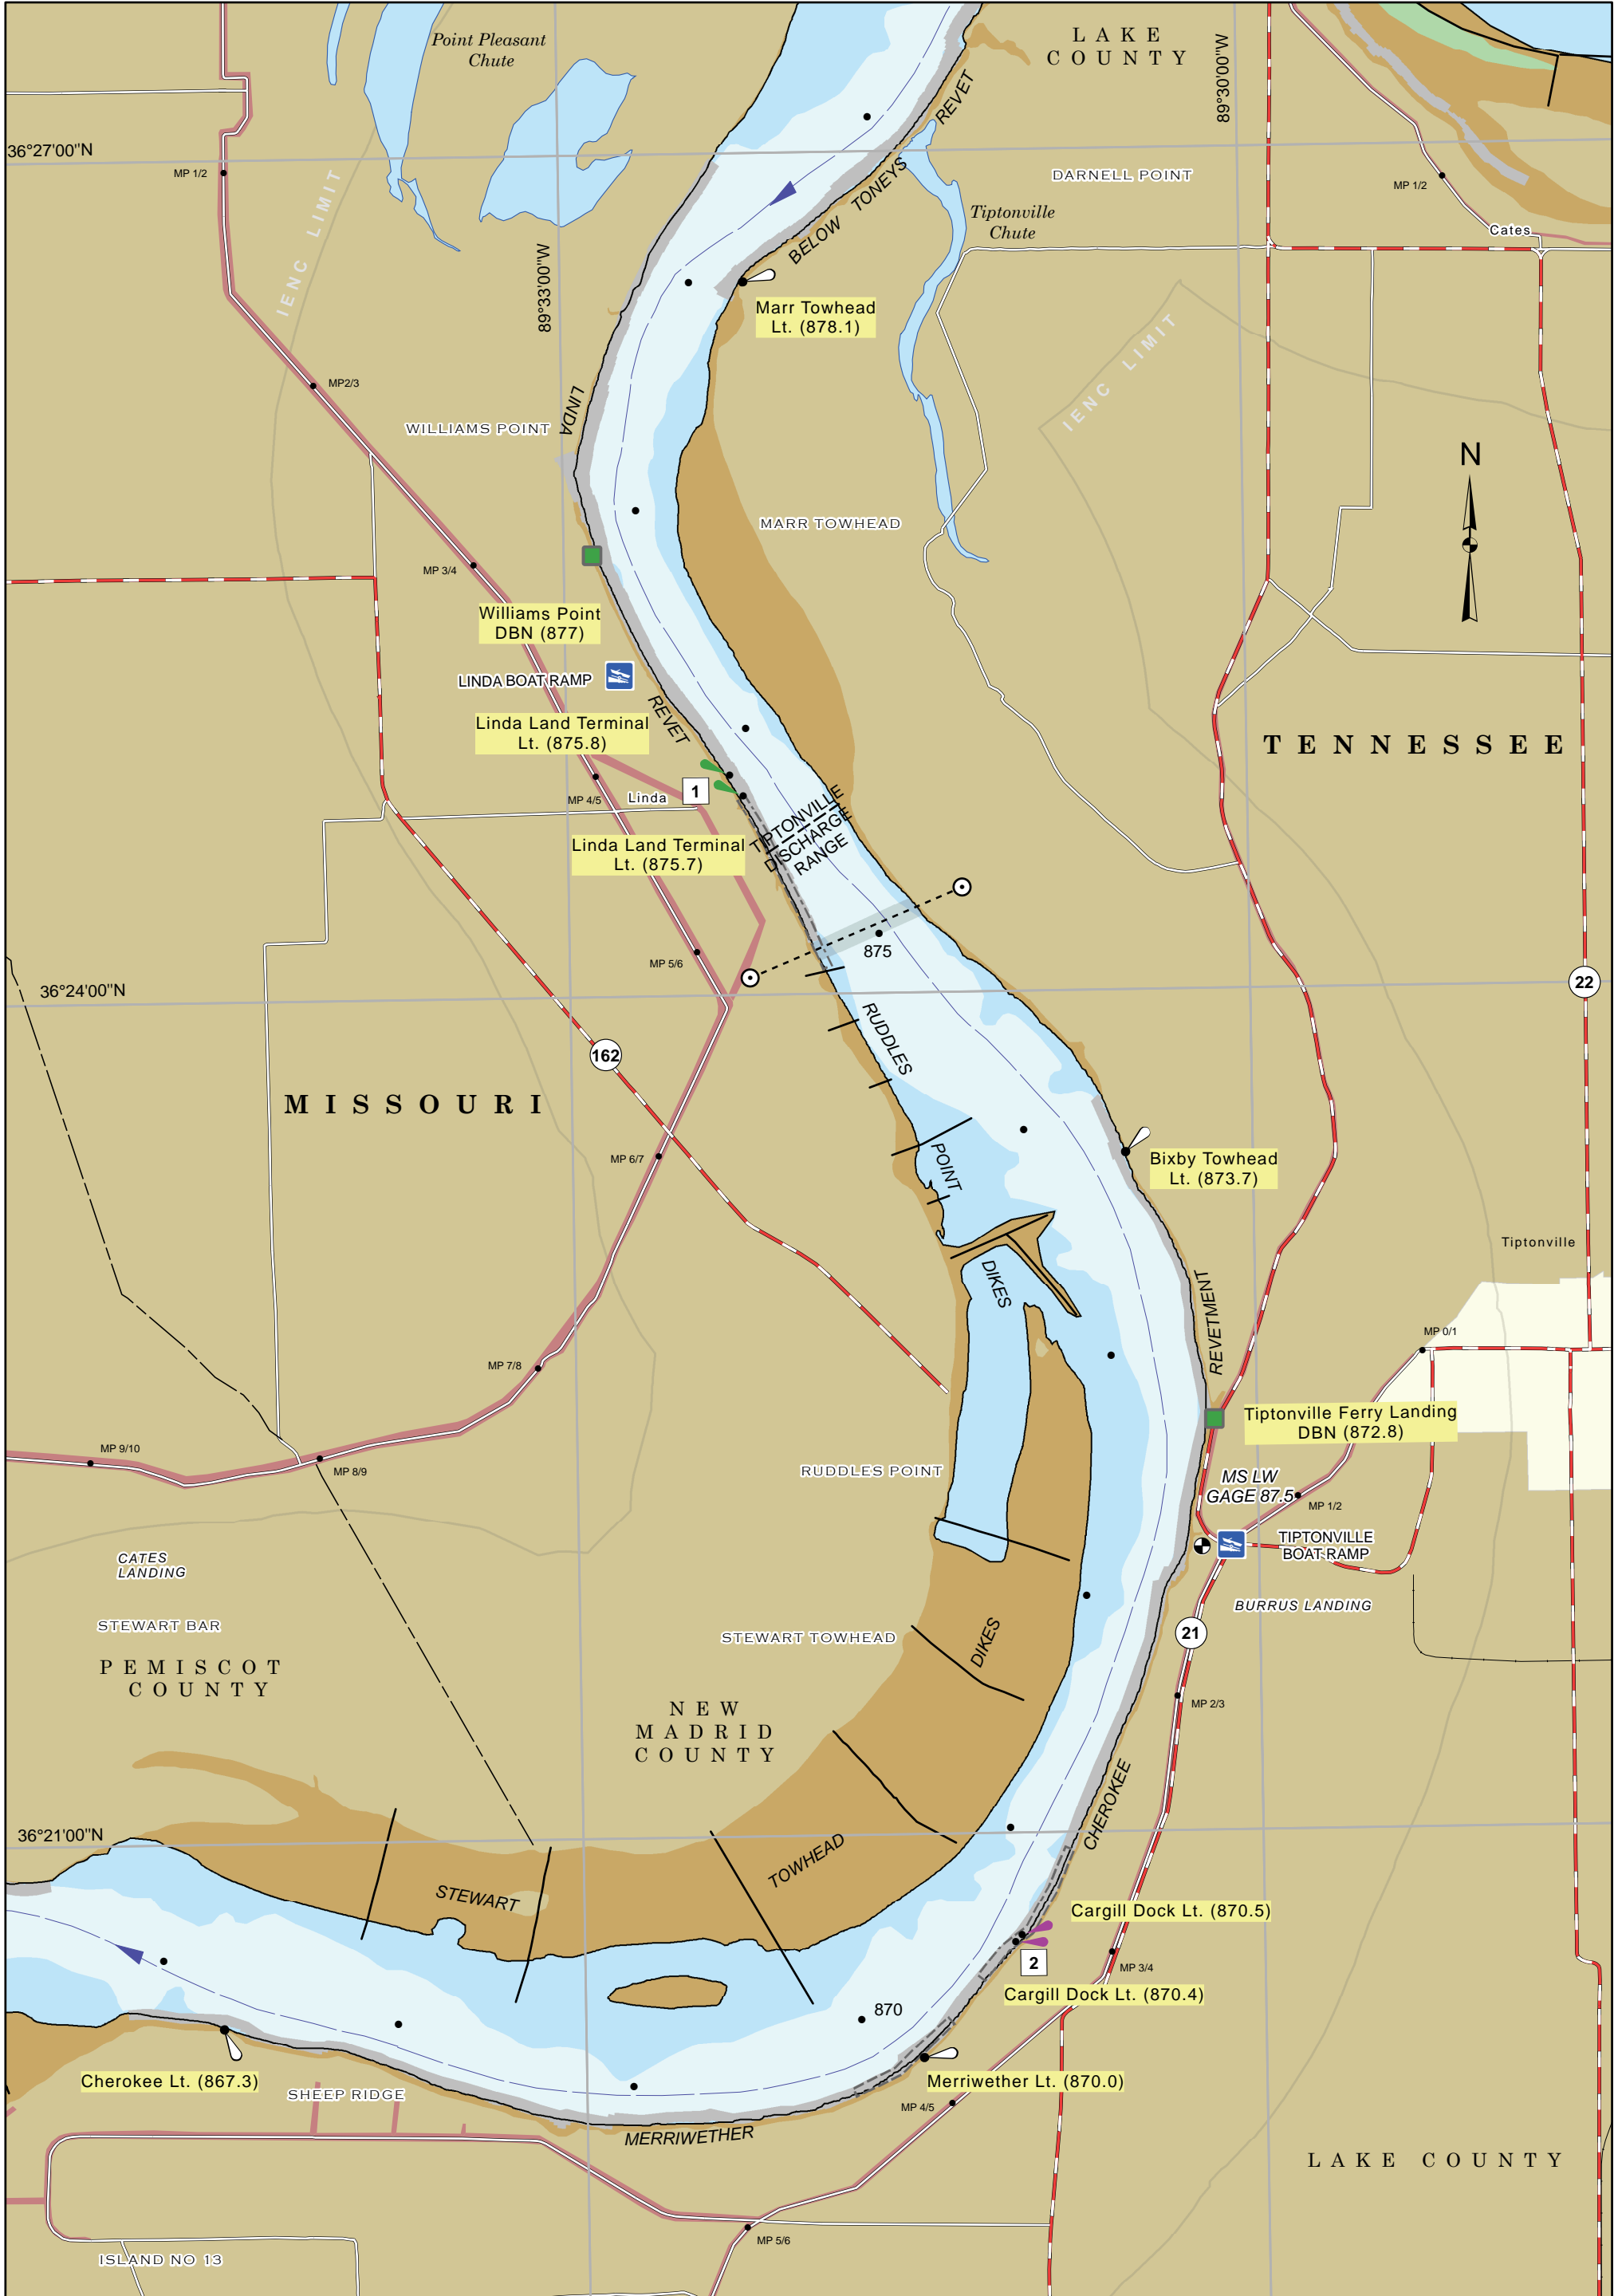 Point Pleasant
Chute
LAKE
COUNTY
89°30'00"W
REVET
36°27'00"N
MP 1/2
IENC LIMIT
TONEYS
BELOW
DARNELL POINT
MP 1/2
Tiptonville
Chute
Cates
89°33'00"W
Marr Towhead
Lt. (878.1)
IENC LIMIT
MP2/3
LINDA
WILLIAMS POINT
N
MARR TOWHEAD
MP 3/4
Williams Point
DBN (877)
LINDA BOAT RAMP
REVET
Linda Land Terminal
Lt. (875.8)
TENNESSEE
MP 4/5
Linda
1
TIPTONVILLE
DISCHARGE
RANGE
Linda Land Terminal
Lt. (875.7)
875
MP 5/6
36°24'00"N
22
RUDDLES
162
MISSOURI
POINT
MP 6/7
Bixby Towhead
Lt. (873.7)
Tiptonville
DIKES
REVETMENT
MP 0/1
MP 7/8
Tiptonville Ferry Landing
DBN (872.8)
MP 9/10
MP 8/9
RUDDLES POINT
MS LW
GAGE 87.5
MP 1/2
TIPTONVILLE
BOAT RAMP
CATES
LANDING
BURRUS LANDING
STEWART BAR
STEWART TOWHEAD
DIKES
21
PEMISCOT
COUNTY
MP 2/3
NEW
MADRID
COUNTY
CHEROKEE
36°21'00"N
TOWHEAD
STEWART
Cargill Dock Lt. (870.5)
2
MP 3/4
Cargill Dock Lt. (870.4)
870
Cherokee Lt. (867.3)
SHEEP RIDGE
Merriwether Lt. (870.0)
MP 4/5
MERRIWETHER
LAKE COUNTY
MP 5/6
ISLAND NO 13